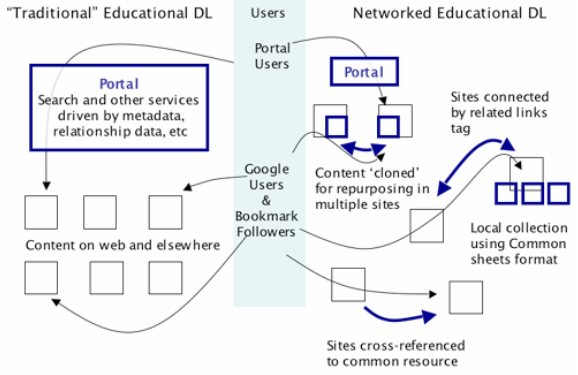 “Traditional” Educational DL
Users
Networked Educational DL
Portal
Users
Portal
Search and other services
driven by metadata,
relationship data, etc
Portal
Sites connected
by related links
tag
Content ‘cloned’
for repurposing in
multiple sites
Google
Users
&
Bookmark
Followers
Content on web and elsewhere
Local collection
using Common
sheets format
Sites cross-referenced
to common resource